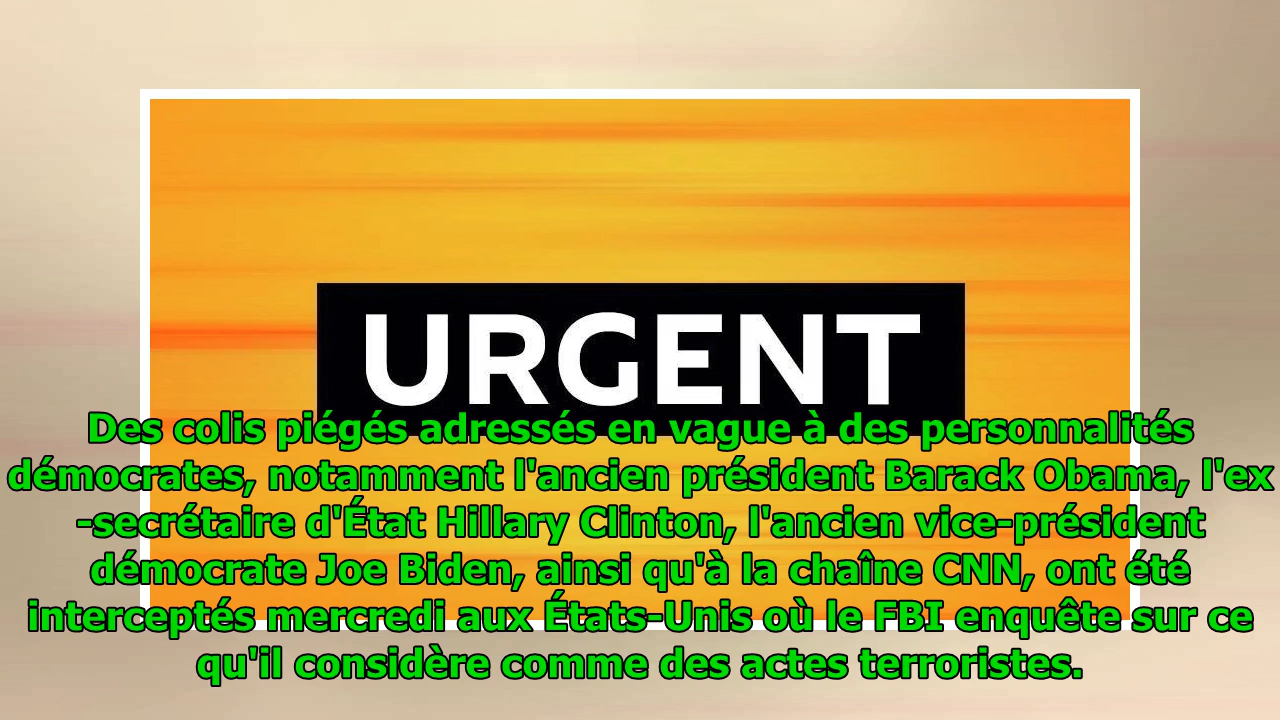 URGENT
Des colis piégés adressés en vague à des personnalités
démocrates, notamment l'ancien président Barack Obama, l'ex
-secrétaire d'État Hillary Clinton, l'ancien vice-président
démocrate Joe Biden, ainsi qu'à la chaîne CNN, ont été
interceptés mercredi aux États-Unis où le FBI enquête sur ce
qu'il considère comme des actes terroristes.